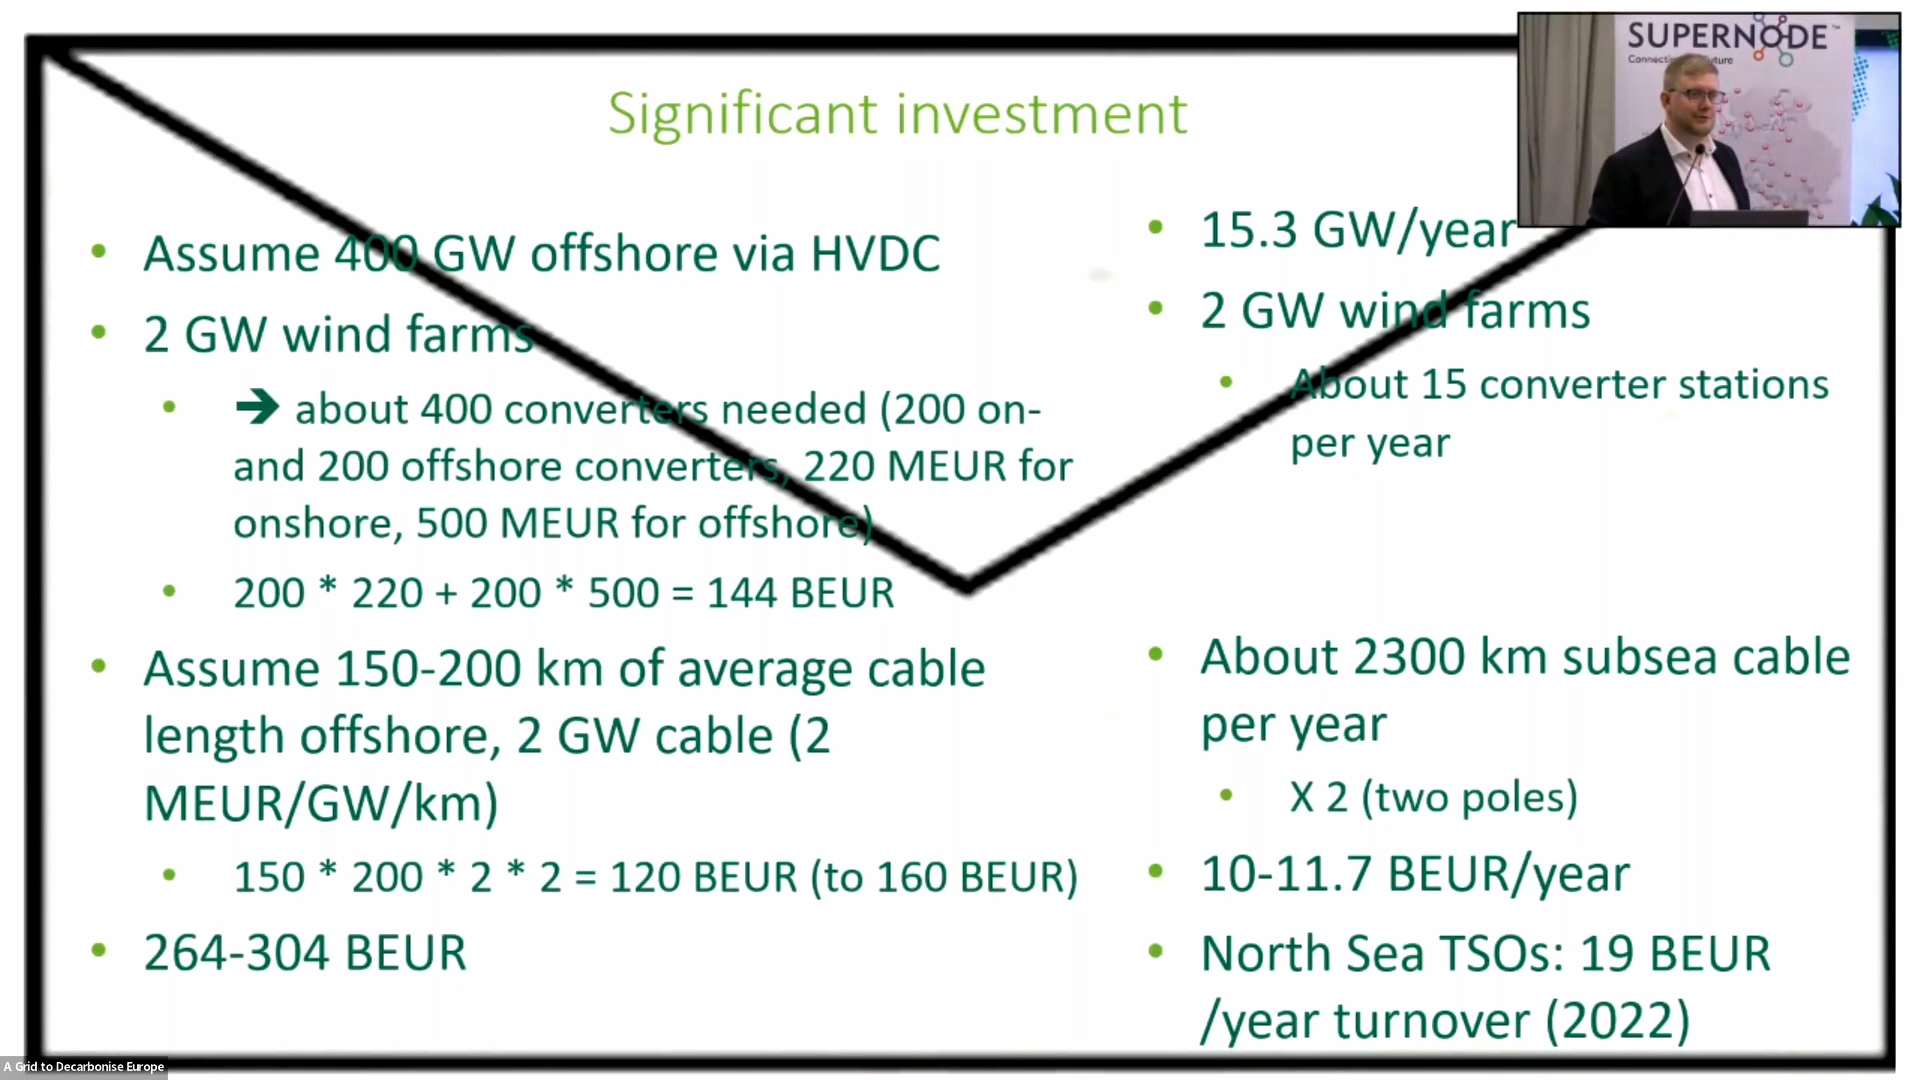 Significant investment
Assume 400 GW offshore via HVDC
2 GW wind farms
➔ about 400 converters needed (200 on-
and 200 offshore converters, 220 MEUR for
onshore, 500 MEUR for offshore)
200 * 220 + 200 * 500 = 144 BEUR
Assume 150-200 km of average cable
length offshore, 2 GW cable (2
MEUR/GW/km)
150 * 200 * 2 * 2 = 120 BEUR (to 160 BEUR)
264-304 BEUR
15.3 GW/year
2 GW wind farms
About 15 converter stations
per year
About 2300 km subsea cable
per year
X 2 (two poles)
10-11.7 BEUR/year
North Sea TSOs: 19 BEUR
/year turnover (2022)
SUPERNODE™
A Grid to Decarbonise Europe